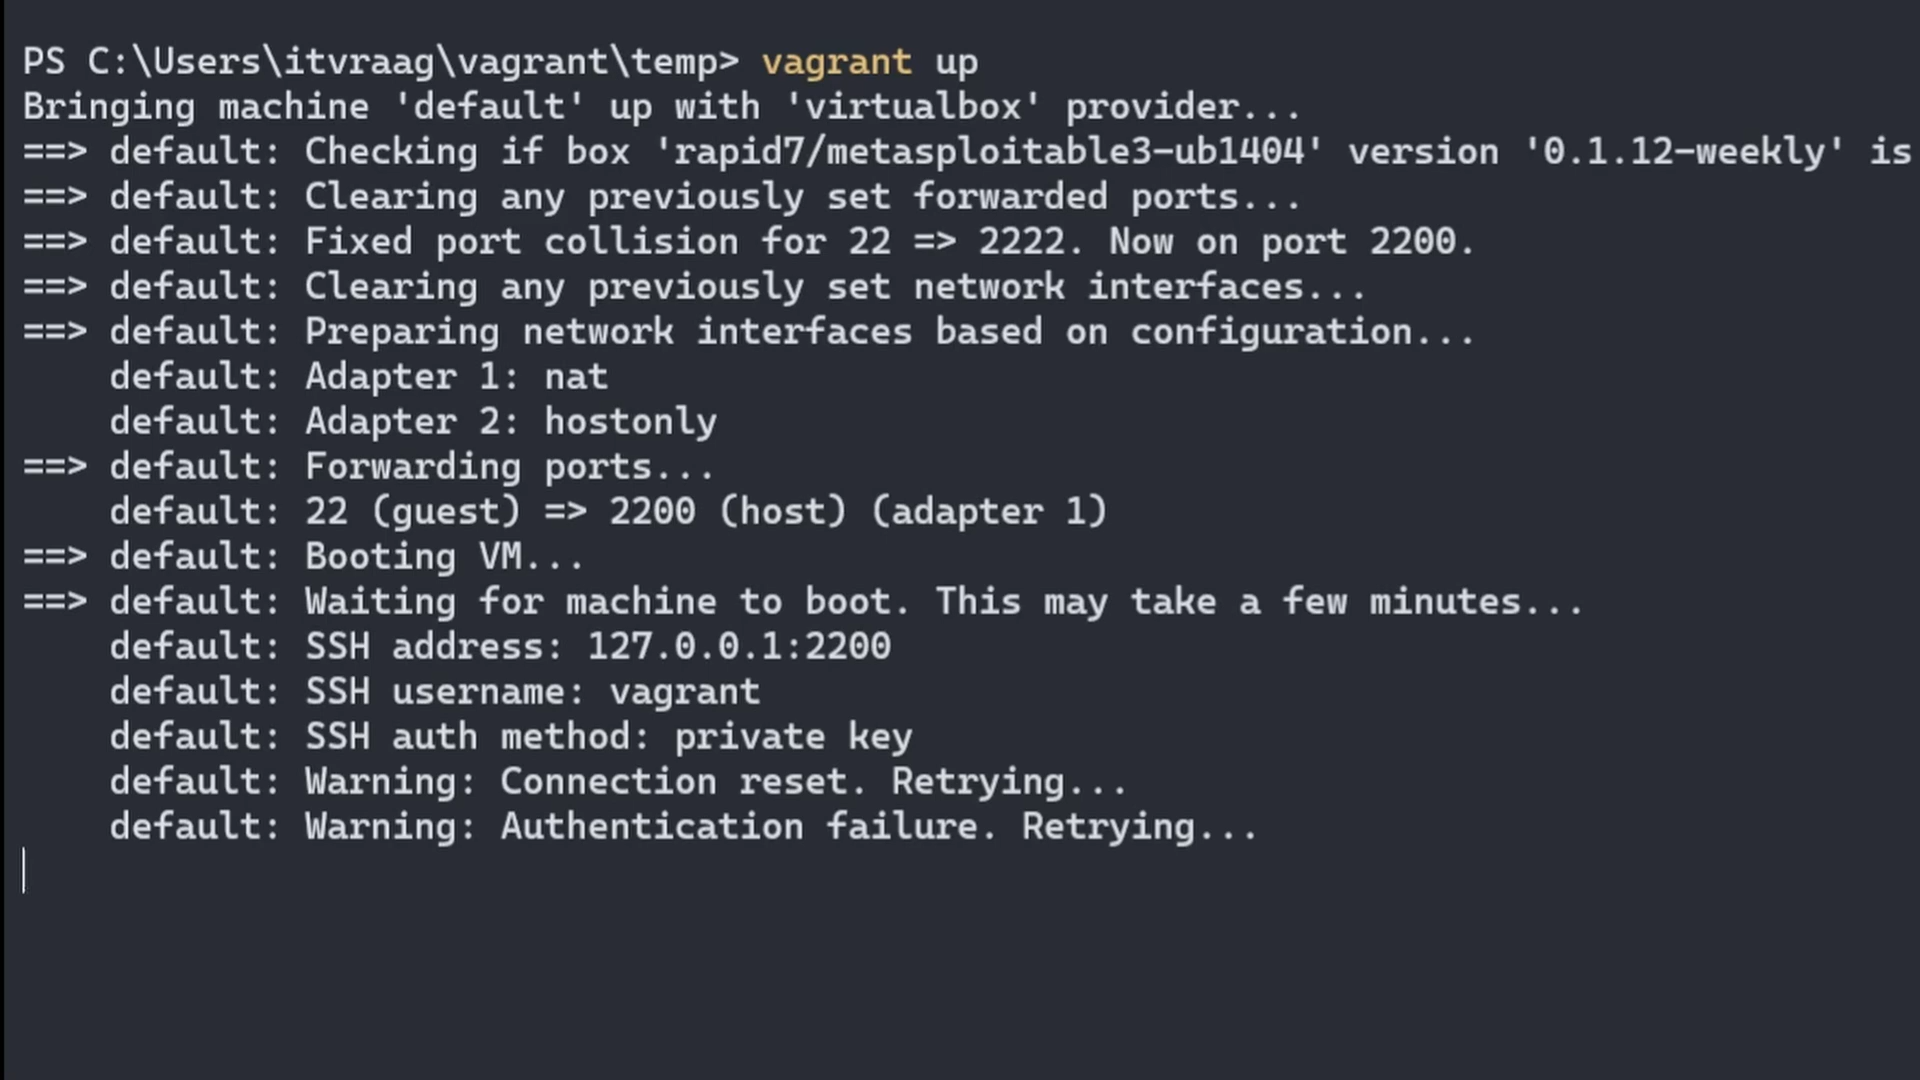 PS C:\Users\itvraag\vagrant\temp> vagrant up
Bringing machine 'default' up with 'virtualbox' provider...
==> default: Checking if box 'rapid7/metasploitable3-ub1404' version '0.1.12-weekly' is
==> default: Clearing any previously set forwarded ports...
==> default: Fixed port collision for 22 => 2222. Now on port 2200.
==> default: Clearing any previously set network interfaces...
==> default: Preparing network interfaces based on configuration...
    default: Adapter 1: nat
    default: Adapter 2: hostonly
==> default: Forwarding ports...
    default: 22 (guest) => 2200 (host) (adapter 1)
==> default: Booting VM...
==> default: Waiting for machine to boot. This may take a few minutes...
    default: SSH address: 127.0.0.1:2200
    default: SSH username: vagrant
    default: SSH auth method: private key
    default: Warning: Connection reset. Retrying...
    default: Warning: Authentication failure. Retrying...